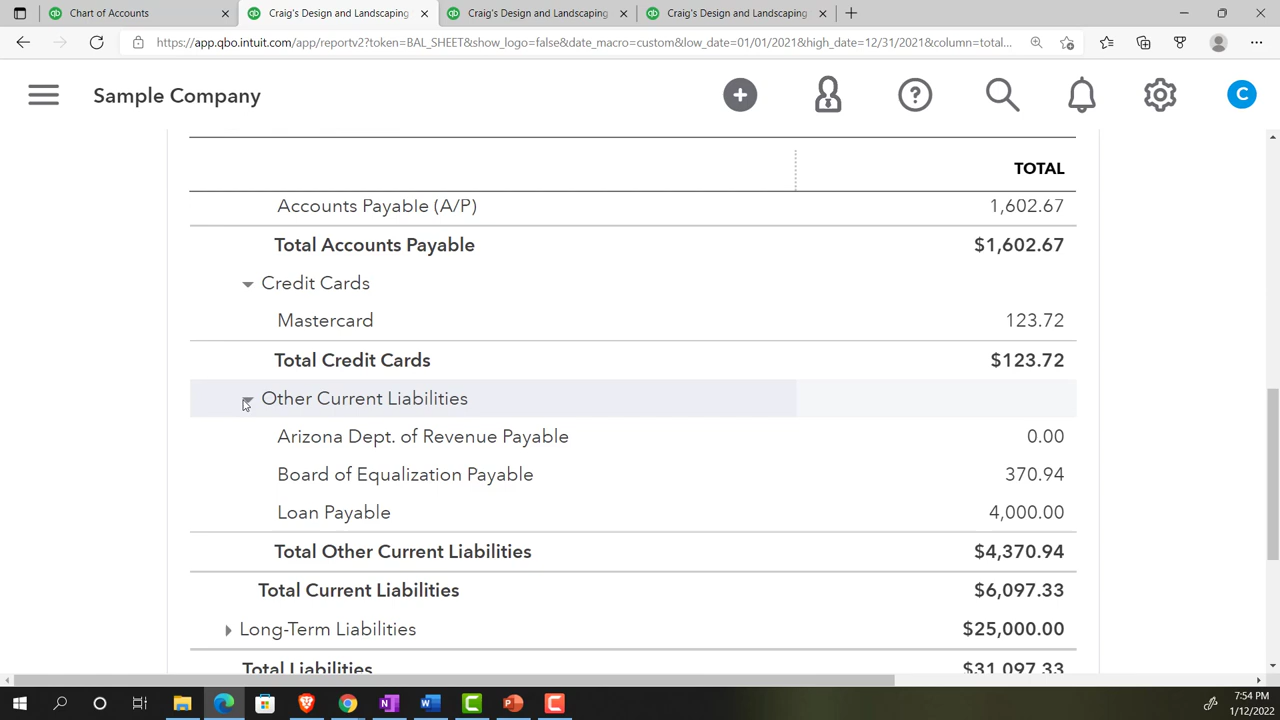 Chart of Accounts
Craig's Design and Landscaping
Craig's Design and Landscaping
Craig's Design and Landscaping
https://app.qbo.intuit.com/app/reportv2?token=BAL_SHEET&show_logo=false&date_macro=custom&low_date=01/01/2021&high_date=12/31/2021&column=total...
Sample Company
C
TOTAL
Accounts Payable (A/P) 1,602.67
Total Accounts Payable $1,602.67
Credit Cards
Mastercard 123.72
Total Credit Cards $123.72
Other Current Liabilities
Arizona Dept. of Revenue Payable 0.00
Board of Equalization Payable 370.94
Loan Payable 4,000.00
Total Other Current Liabilities $4,370.94
Total Current Liabilities $6,097.33
Long-Term Liabilities $25,000.00
Total Liabilities $31,097.33
7:54 PM
1/12/2022